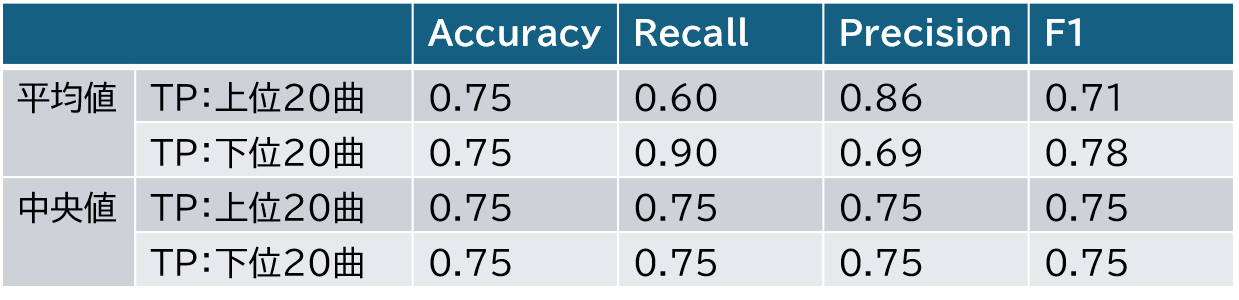 Accuracy Recall Precision F1
平均値 TP：上位20曲 0.75 0.60 0.86 0.71
TP：下位20曲 0.75 0.90 0.69 0.78
中央値 TP：上位20曲 0.75 0.75 0.75 0.75
TP：下位20曲 0.75 0.75 0.75 0.75